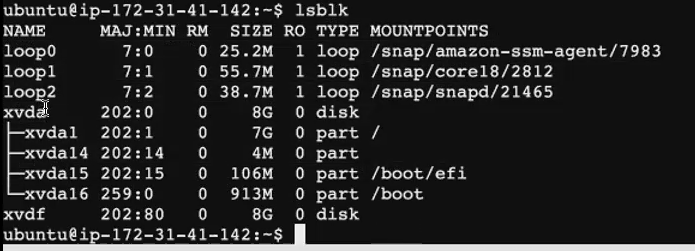 ubuntu@ip-172-31-41-142:~$ lsblk
NAME     MAJ:MIN RM   SIZE RO TYPE MOUNTPOINTS
loop0      7:0    0  25.2M  1 loop /snap/amazon-ssm-agent/7983
loop1      7:1    0  55.7M  1 loop /snap/core18/2812
loop2      7:2    0  38.7M  1 loop /snap/snapd/21465
xvda     202:0    0     8G  0 disk
├─xvda1  202:1    0     7G  0 part /
├─xvda14 202:14   0     4M  0 part
├─xvda15 202:15   0   106M  0 part /boot/efi
└─xvda16 259:0    0   913M  0 part /boot
xvdf     202:80   0     8G  0 disk
ubuntu@ip-172-31-41-142:~$